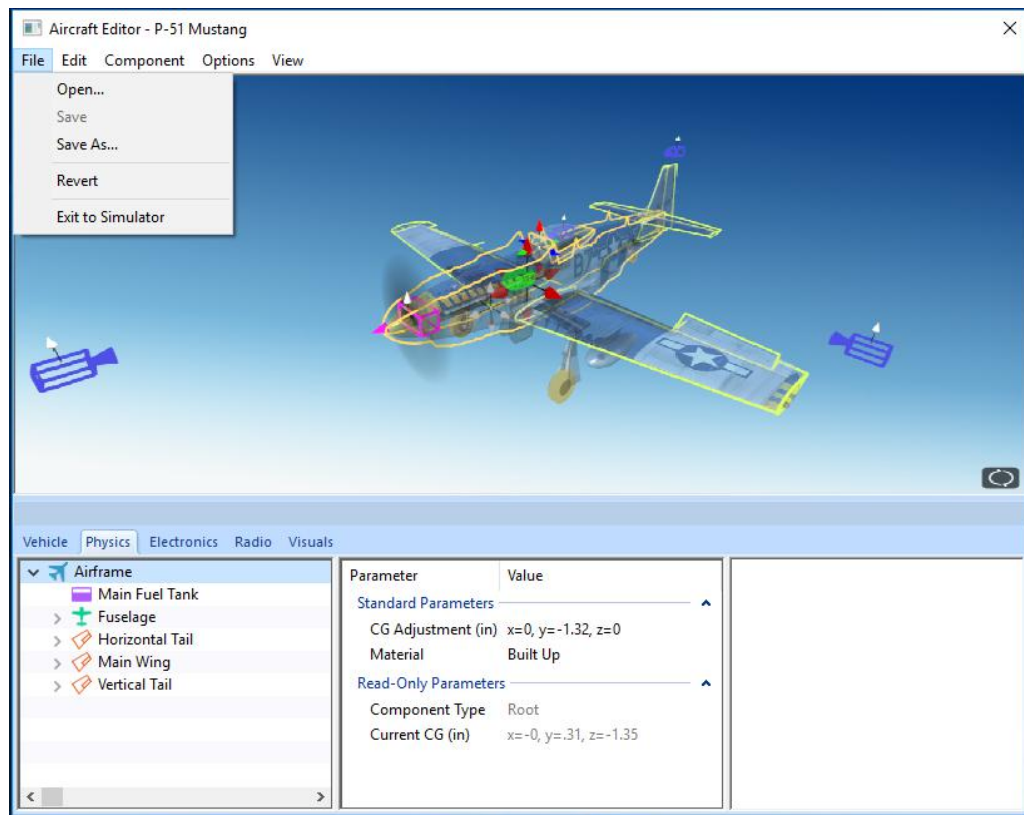 Aircraft Editor - P-51 Mustang
File Edit Component Options View
Open...
Save
Save As...
Revert
Exit to Simulator
Vehicle Physics Electronics Radio Visuals
Airframe
Main Fuel Tank
Fuselage
Horizontal Tail
Main Wing
Vertical Tail
Parameter Value
Standard Parameters
CG Adjustment (in) x=0, y=-1.32, z=0
Material Built Up
Read-Only Parameters
Component Type Root
Current CG (in) x=-0, y=.31, z=-1.35